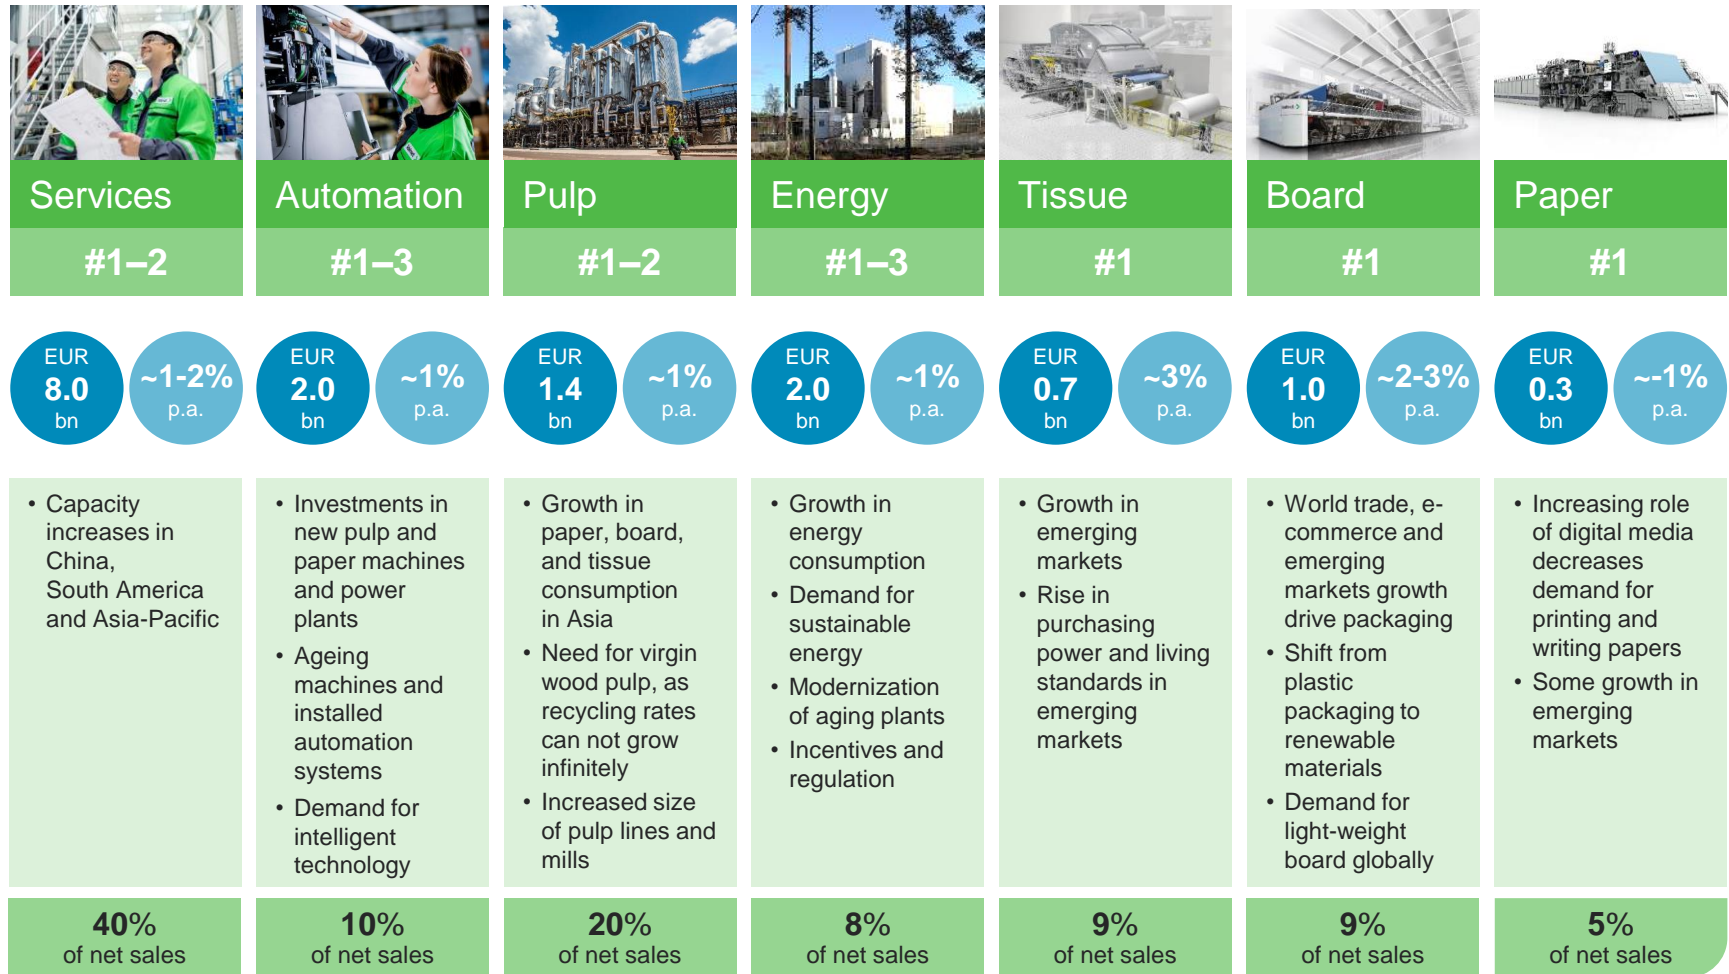 Services
#1–2
EUR
8.0
bn
~1-2%
p.a.
• Capacity
increases in
China,
South America
and Asia-Pacific
40%
of net sales
Automation
#1–3
EUR
2.0
bn
~1%
p.a.
• Investments in
new pulp and
paper machines
and power
plants
• Ageing
machines and
installed
automation
systems
• Demand for
intelligent
technology
10%
of net sales
Pulp
#1–2
EUR
1.4
bn
~1%
p.a.
• Growth in
paper, board,
and tissue
consumption
in Asia
• Need for virgin
wood pulp, as
recycling rates
can not grow
infinitely
• Increased size
of pulp lines and
mills
20%
of net sales
Energy
#1–3
EUR
2.0
bn
~1%
p.a.
• Growth in
energy
consumption
• Demand for
sustainable
energy
• Modernization
of aging plants
• Incentives and
regulation
8%
of net sales
Tissue
#1
EUR
0.7
bn
~3%
p.a.
• Growth in
emerging
markets
• Rise in
purchasing
power and living
standards in
emerging
markets
9%
of net sales
Board
#1
EUR
1.0
bn
~2-3%
p.a.
• World trade, e-
commerce and
emerging
markets growth
drive packaging
• Shift from
plastic
packaging to
renewable
materials
• Demand for
light-weight
board globally
9%
of net sales
Paper
#1
EUR
0.3
bn
~-1%
p.a.
• Increasing role
of digital media
decreases
demand for
printing and
writing papers
• Some growth in
emerging
markets
5%
of net sales